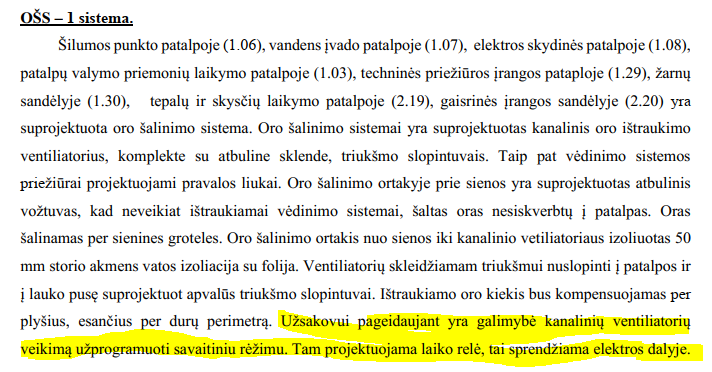 OŠS – 1 sistema.
Šilumos punkto patalpoje (1.06), vandens įvado patalpoje (1.07), elektros skydinės patalpoje (1.08),
patalpų valymo priemonių laikymo patalpoje (1.03), techninės priežiūros įrangos pataploje (1.29), žarnų
sandėlyje (1.30), tepalų ir skysčių laikymo patalpoje (2.19), gaisrinės įrangos sandėlyje (2.20) yra
suprojektuota oro šalinimo sistema. Oro šalinimo sistemai yra suprojektuotas kanalinis oro ištraukimo
ventiliatorius, komplekte su atbuline sklende, triukšmo slopintuvais. Taip pat vėdinimo sistemos
priežiūrai projektuojami pravalos liukai. Oro šalinimo ortakyje prie sienos yra suprojektuotas atbulinis
vožtuvas, kad neveikiat ištraukiamai vėdinimo sistemai, šaltas oras nesiskverbtų į patalpas. Oras
šalinamas per sienines groteles. Oro šalinimo ortakis nuo sienos iki kanalinio vetiliatoriaus izoliuotas 50
mm storio akmens vatos izoliacija su folija. Ventiliatorių skleidžiamam triukšmui nuslopinti į patalpos ir
į lauko pusę suprojektuot apvalūs triukšmo slopintuvai. Ištraukiamo oro kiekis bus kompensuojamas per
plyšius, esančius per durų perimetrą. Užsakovui pageidaujant yra galimybė kanalinių ventiliatorių
veikimą užprogramuoti savaitiniu rėžimu. Tam projektuojama laiko relė, tai sprendžiama elektros dalyje.